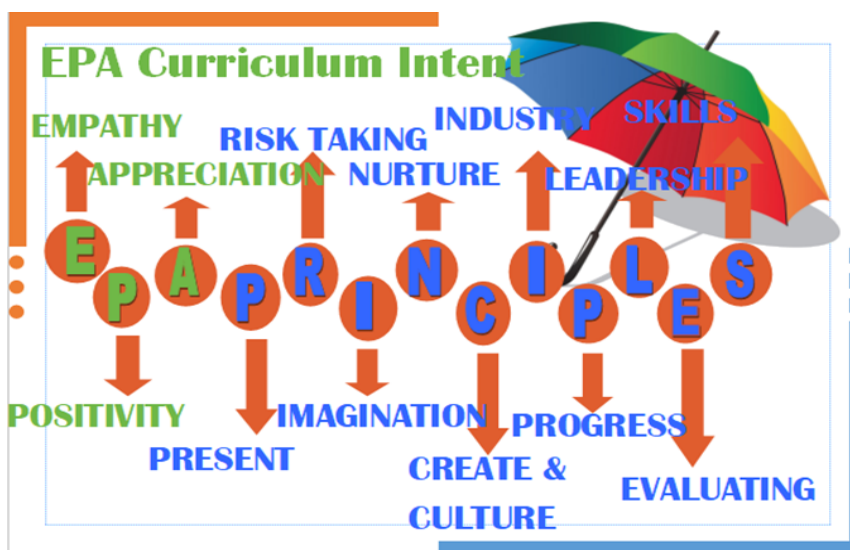 EPA Curriculum Intent
EMPATHY
APPRECIATION
RISK TAKING
NURTURE
INDUSTRY
LEADERSHIP
SKILLS
E P A P R I N C I P L E S
POSITIVITY
PRESENT
IMAGINATION
CREATE &
CULTURE
PROGRESS
EVALUATING